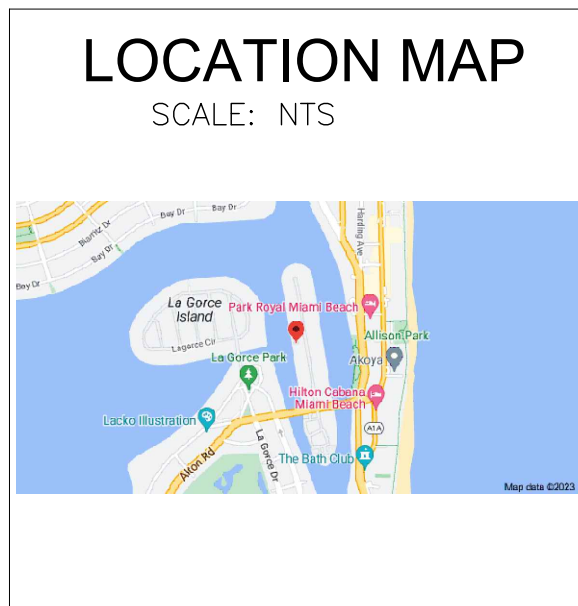 LOCATION MAP
SCALE: NTS
Bay Dr
Bay Dr
Biarritz Dr
Bay Dr
Bay Dr
Harding Ave
La Gorce
Island
Park Royal Miami Beach
Lagorce Cir
Allison Park
La Gorce Park
Akoya
Hilton Cabana
Miami Beach
Lacko Illustration
A1A
La Gorce Dr
Alton Rd
The Bath Club
Map data ©2023